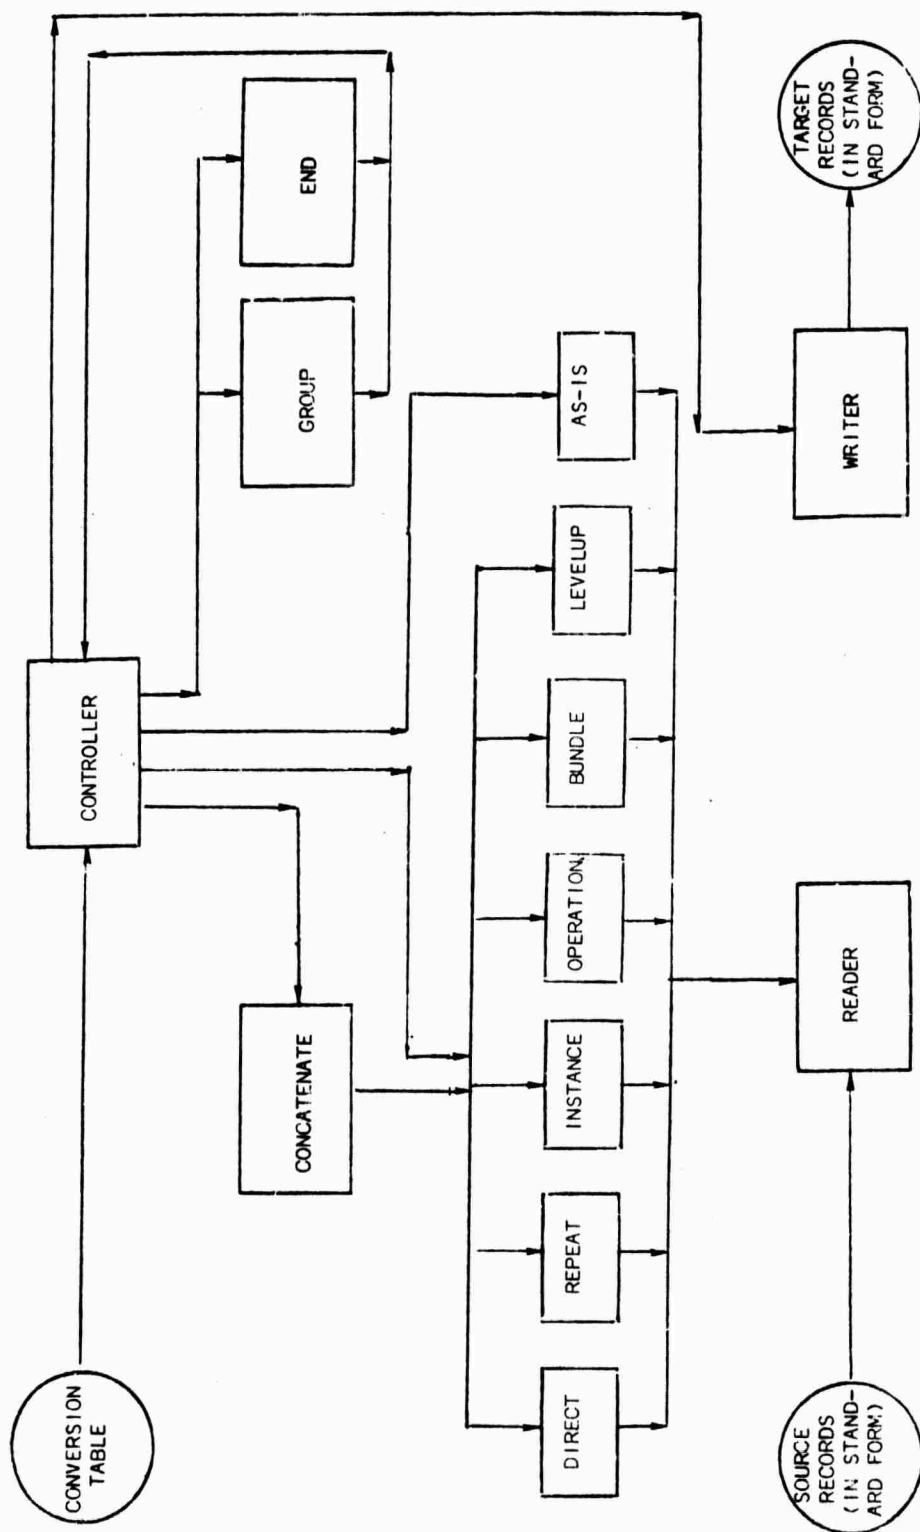 CONVERSION
TABLE
CONTROLLER
CONCATENATE
GROUP
END
DIRECT
REPEAT
INSTANCE
OPERATION
BUNDLE
LEVELUP
AS-IS
SOURCE
RECORDS
(IN STAND-
ARD FORM)
READER
WRITER
TARGET
RECORDS
(IN STAND-
ARD FORM)